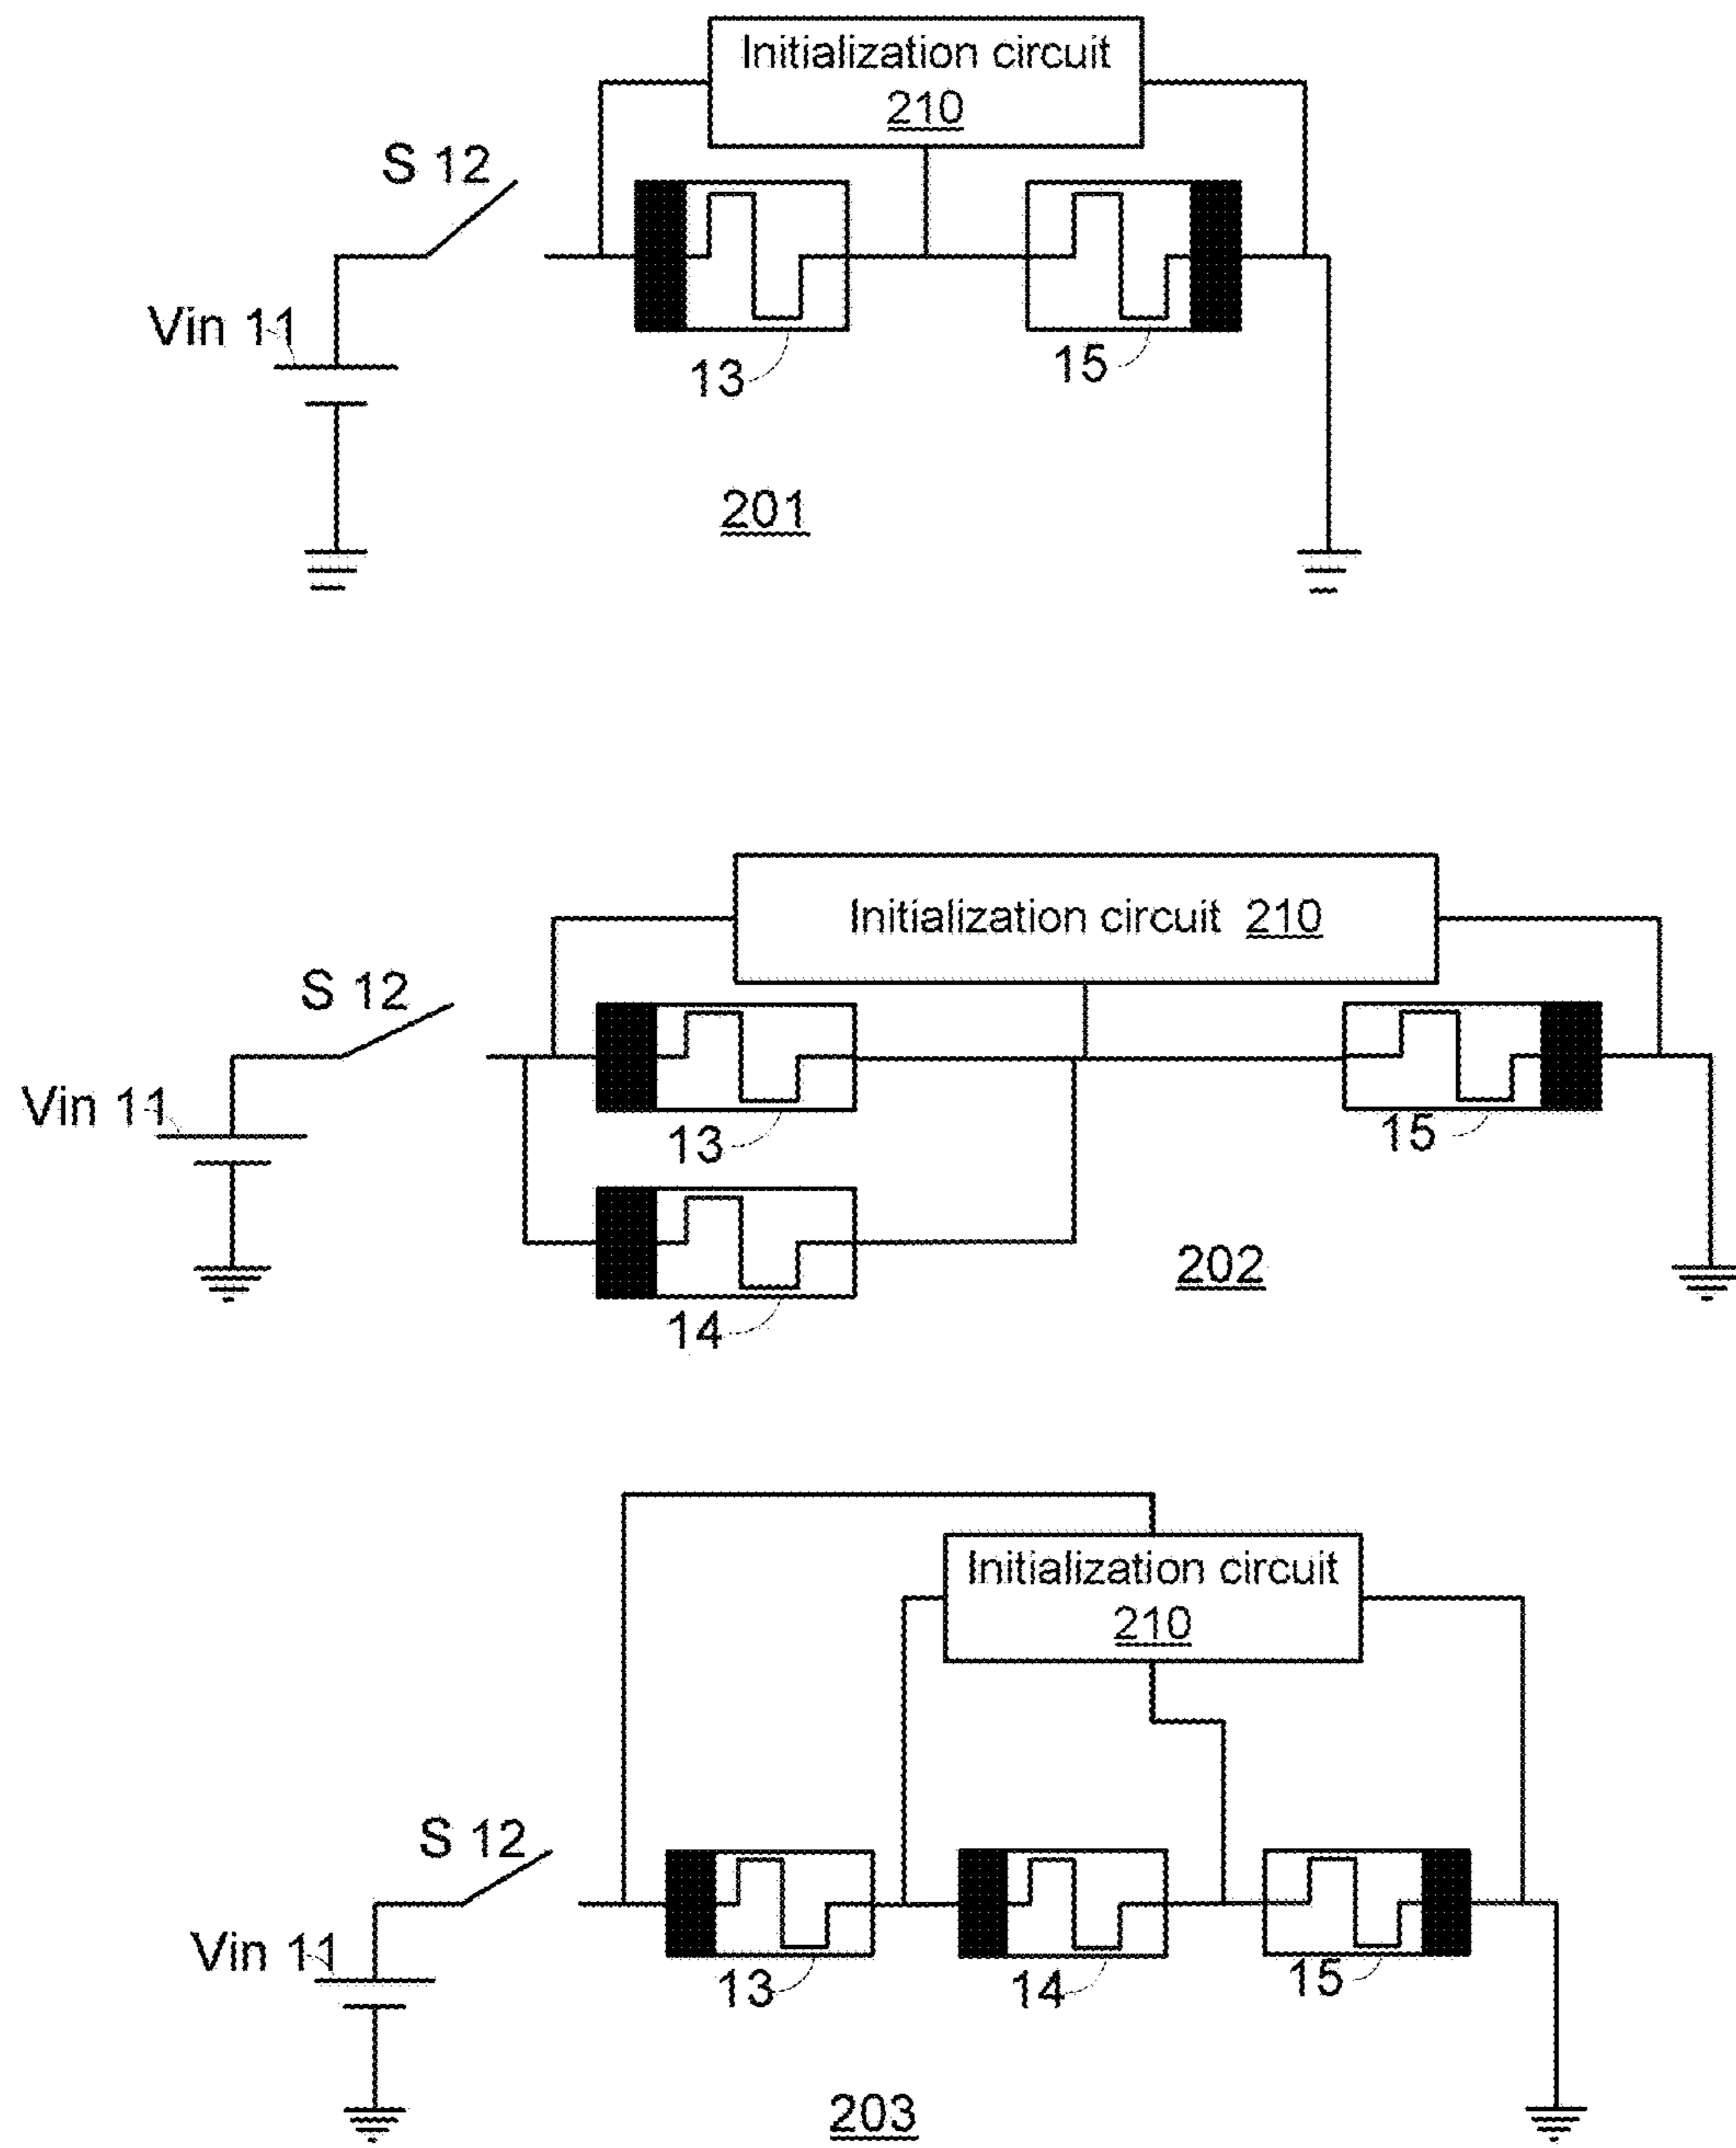 Initialization circuit
210
S 12
Vin 11
13
15
201
Initialization circuit 210
S 12
Vin 11
13
15
14
202
Initialization circuit
210
S 12
Vin 11
13
14
15
203